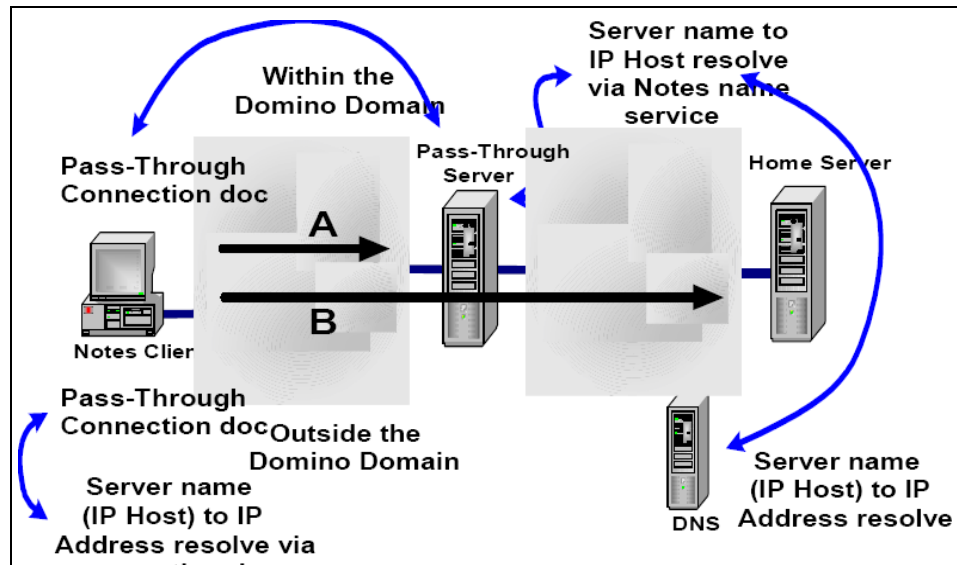 Within the
Domino Domain
Server name to
IP Host resolve
via Notes name
service
Pass-Through
Connection doc
Pass-Through
Server
Home Server
A
B
Notes Clien
Pass-Through
Connection doc
Outside the
Domino Domain
Server name
(IP Host) to IP
Address resolve via
DNS
Server name
(IP Host) to IP
Address resolve